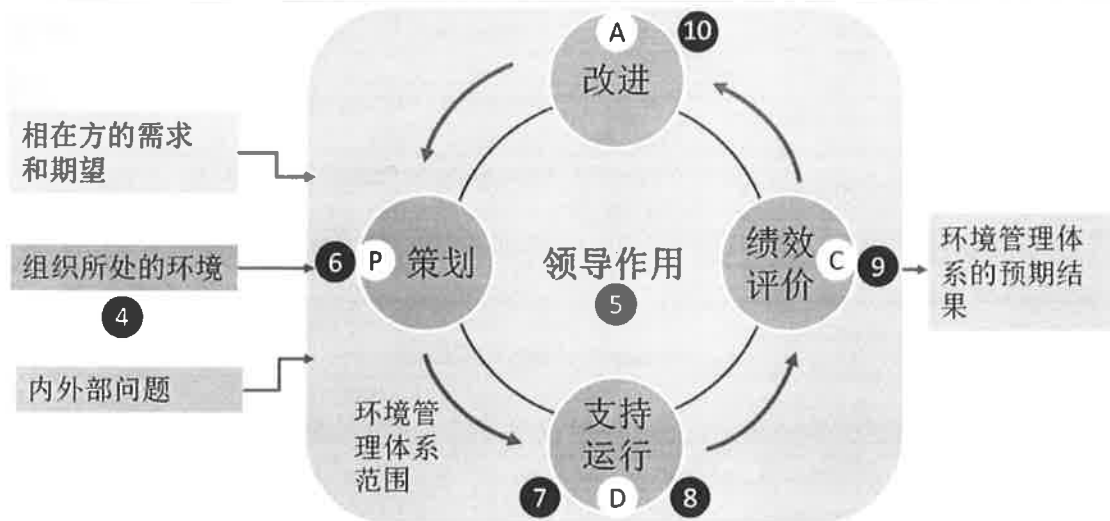 A
10
改进
相在方的需求
和期望
组织所处的环境
4
内外部问题
6
P
策划
领导作用
5
绩效
评价
C
9
环境管理体
系的预期结
果
环境管
理体系
范围
支持
运行
7
D
8